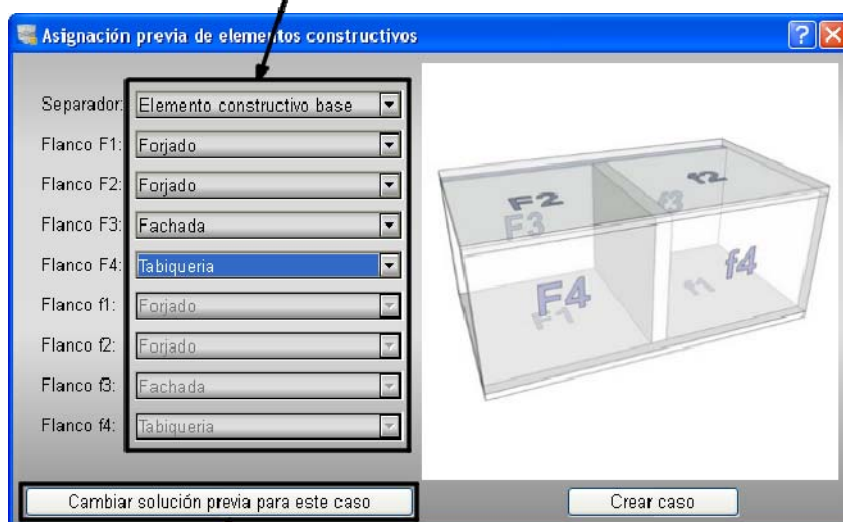 Asignación previa de elementos constructivos
Separador: Elemento constructivo base
Flanco F1: Forjado
Flanco F2: Forjado
Flanco F3: Fachada
Flanco F4: Tabiqueria
Flanco f1: Forjado
Flanco f2: Forjado
Flanco f3: Fachada
Flanco f4: Tabiqueria
F2 f2
F3 f3
F4 f4
F1 f1
Cambiar solución previa para este caso
Crear caso